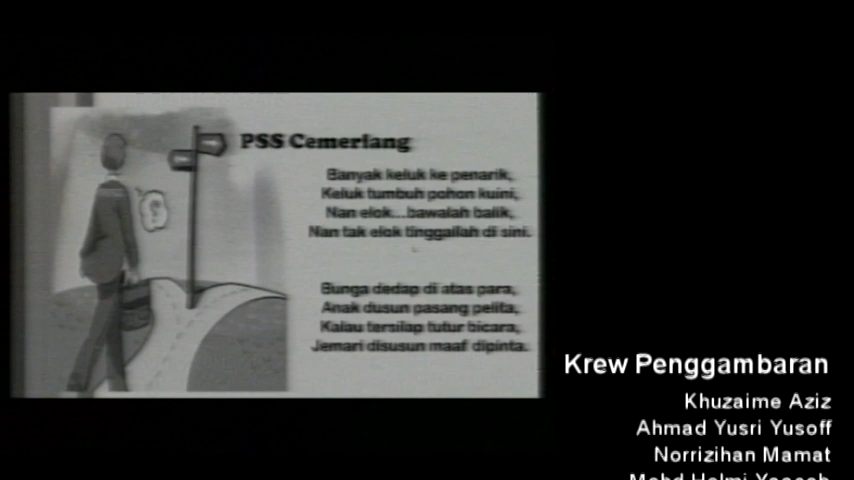 PSS Cemerlang
Banyak keluk ke penarik,
Keluk tumbuh pohon kuini,
Nan elok...bawalah balik,
Nan tak elok tinggallah di sini.
Bunga dedap di atas para,
Anak dusun pasang pelita,
Kalau tersilap tutur bicara,
Jemari disusun maaf dipinta.
Krew Penggambaran
Khuzaime Aziz
Ahmad Yusri Yusoff
Norrizihan Mamat
Mohd Helmi